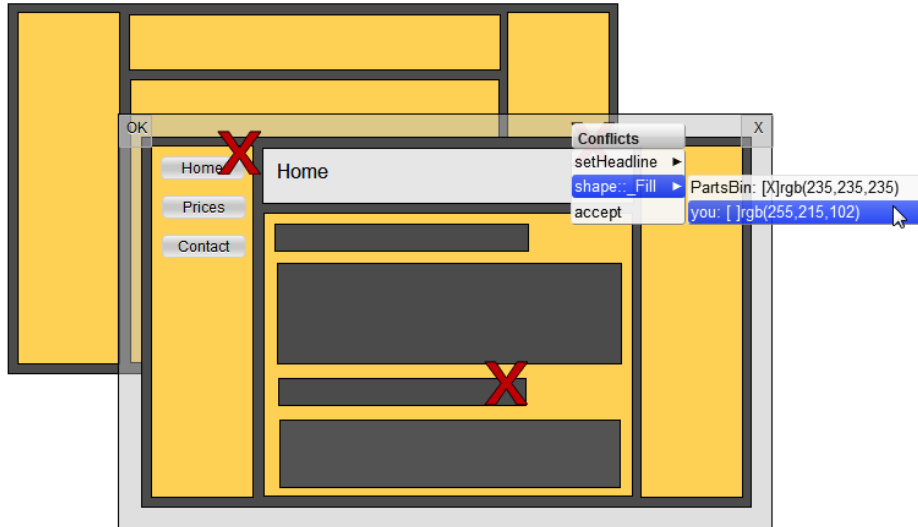 OK
X
Conflicts
setHeadline ▸
shape::_Fill ▸
accept
PartsBin: [X]rgb(235,235,235)
you: [ ]rgb(255,215,102)
Home
Home
Prices
Contact
X
X